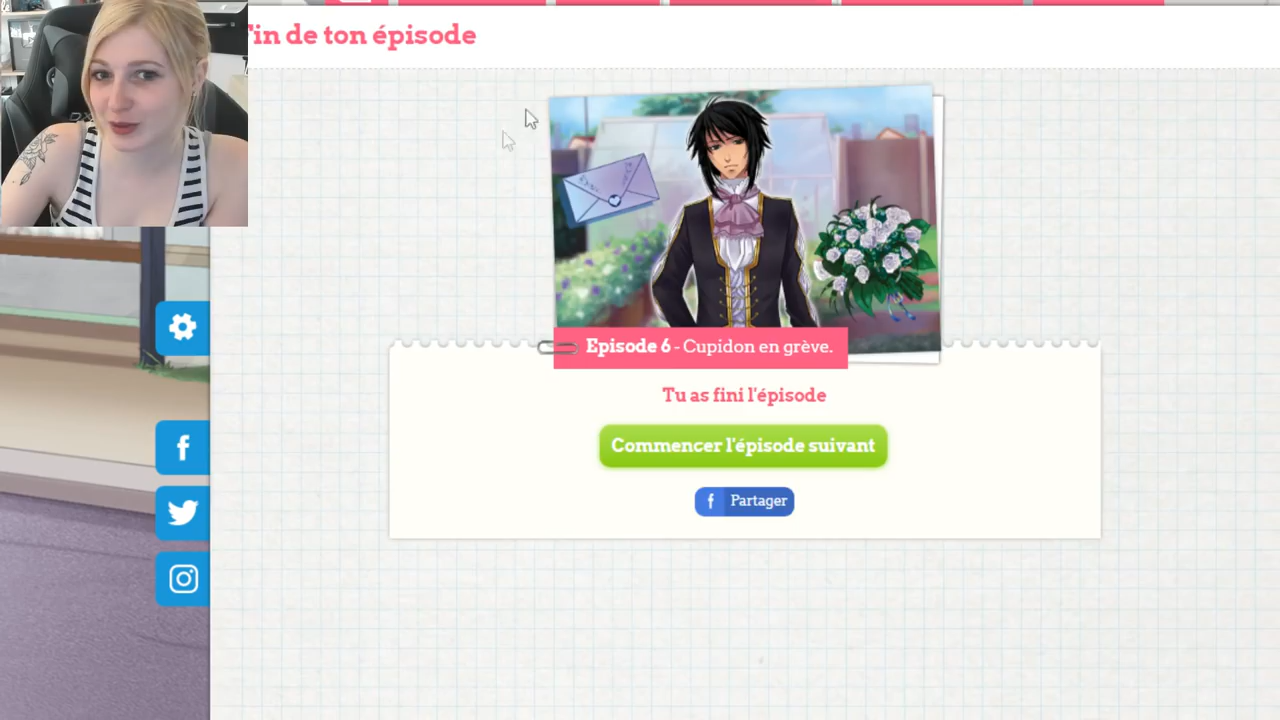 Fin de ton épisode
Episode 6 - Cupidon en grève.
Tu as fini l'épisode
Commencer l'épisode suivant
f Partager